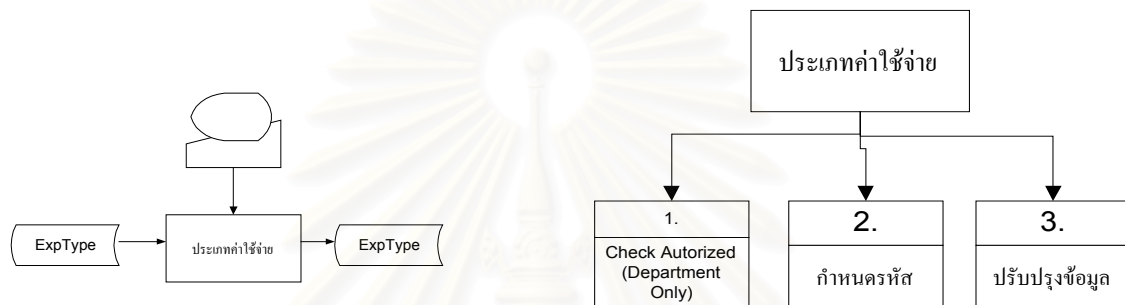 ประเภทค่าใช้จ่าย
ExpType
ประเภทค่าใช้จ่าย
ExpType
1.
Check Autorized
(Department
Only)
2.
กำหนดรหัส
3.
ปรับปรุงข้อมูล